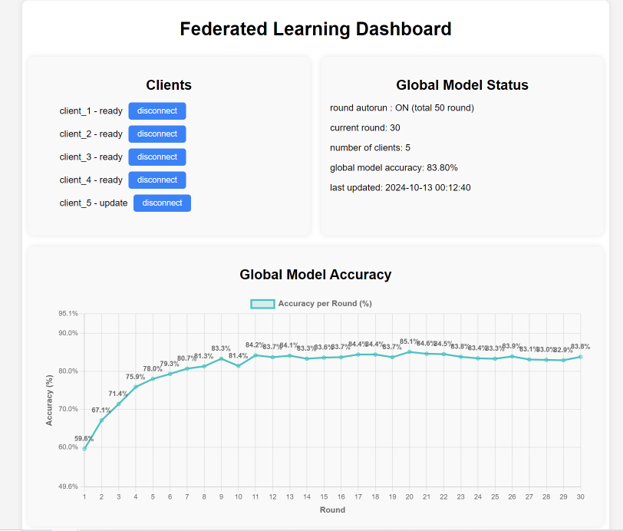 Federated Learning Dashboard
Clients
client_1 - ready disconnect
client_2 - ready disconnect
client_3 - ready disconnect
client_4 - ready disconnect
client_5 - update disconnect
Global Model Status
round autorun : ON (total 50 round)
current round: 30
number of clients: 5
global model accuracy: 83.80%
last updated: 2024-10-13 00:12:40
Global Model Accuracy
Accuracy per Round (%)
Accuracy (%)
95.1%
90.0%
80.0%
70.0%
60.0%
49.6%
59.6% 67.1% 71.4% 75.9% 78.0% 79.3% 80.7% 81.3% 83.3% 81.4% 84.2% 83.7% 84.1% 83.3% 83.6% 83.7% 84.4% 84.4% 83.7% 85.1% 84.6% 84.5% 83.8% 83.4% 83.3% 83.9% 83.1% 83.0% 82.9% 83.8%
1 2 3 4 5 6 7 8 9 10 11 12 13 14 15 16 17 18 19 20 21 22 23 24 25 26 27 28 29 30
Round